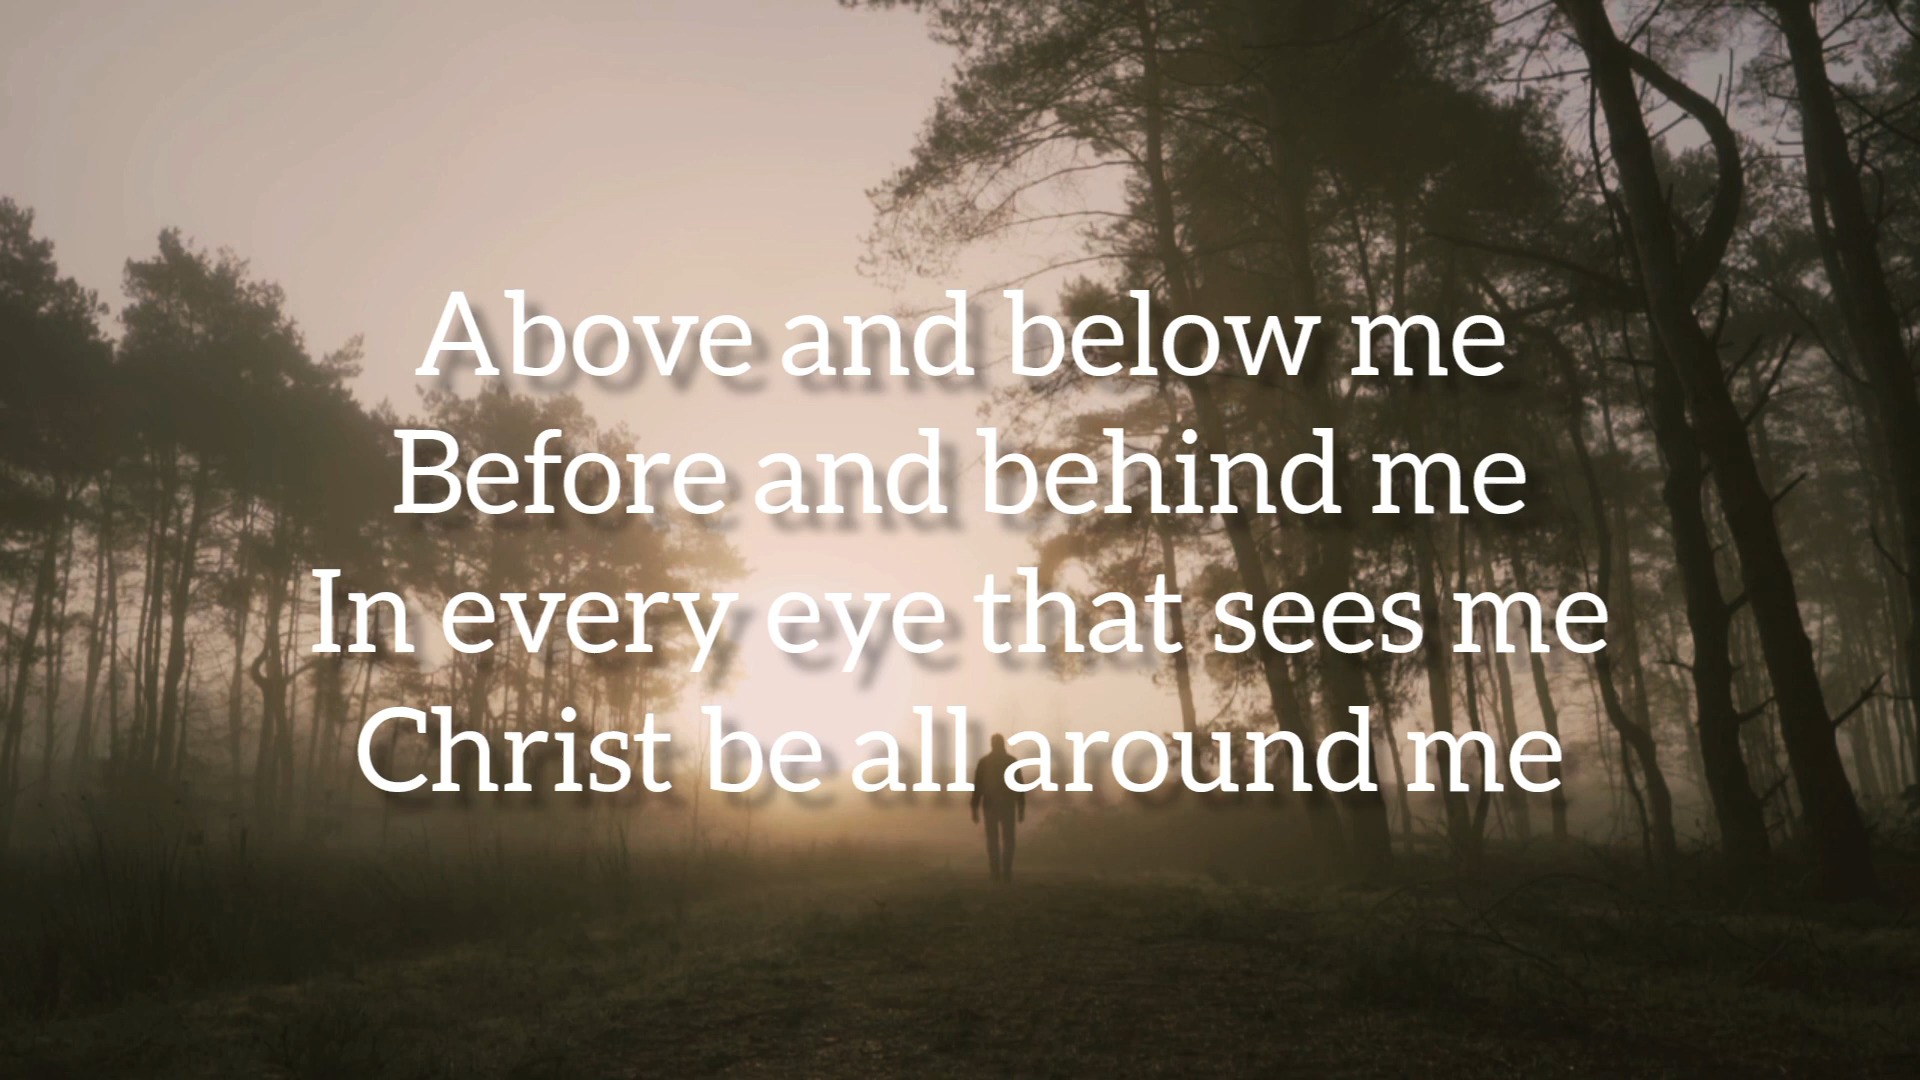 Above and below me
Before and behind me
In every eye that sees me
Christ be all around me